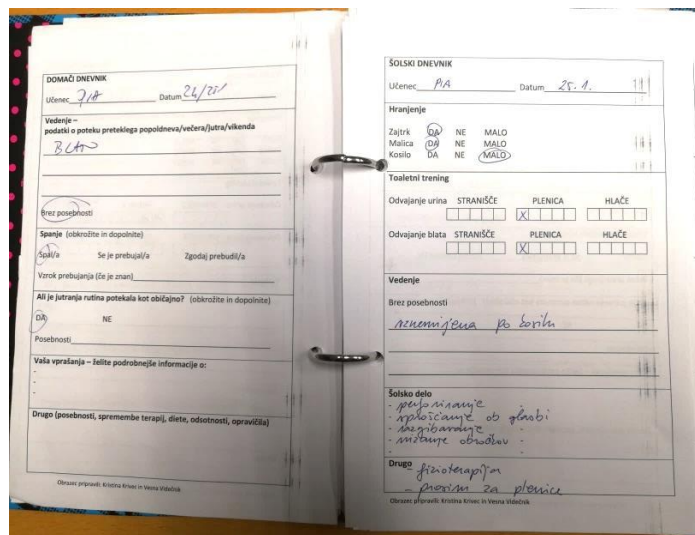 DOMAČI DNEVNIK
Učenec PIA Datum 24/25/1
Vedenje –
podatki o poteku preteklega popoldneva/večera/jutra/vikenda
BLATO
Brez posebnosti
Spanje (obkrožite in dopolnite)
Spal/a Se je prebujal/a Zgodaj prebudil/a
Vzrok prebujanja (če je znan)
Ali je jutranja rutina potekala kot običajno? (obkrožite in dopolnite)
DA NE
Posebnosti
Vaša vprašanja – želite podrobnejše informacije o:
-
-
-
Drugo (posebnosti, spremembe terapij, diete, odsotnosti, opravičila)
Obrazec pripravili: Kristina Krivec in Vesna Videčnik
ŠOLSKI DNEVNIK
Učenec PIA Datum 25. 1.
Hranjenje
Zajtrk DA NE MALO
Malica DA NE MALO
Kosilo DA NE MALO
Toaletni trening
Odvajanje urina STRANIŠČE PLENICA HLAČE
X
Odvajanje blata STRANIŠČE PLENICA HLAČE
X
Vedenje
Brez posebnosti
vznemirjena po kosilu
Šolsko delo
- perforiranje -
- sproščanje ob glasbi
- razgibavanje -
- nizanje obročkov -
-
Drugo fizioterapija
- prosim za plenice
Obrazec pripravili: Kristina Krivec in Vesna Videčnik